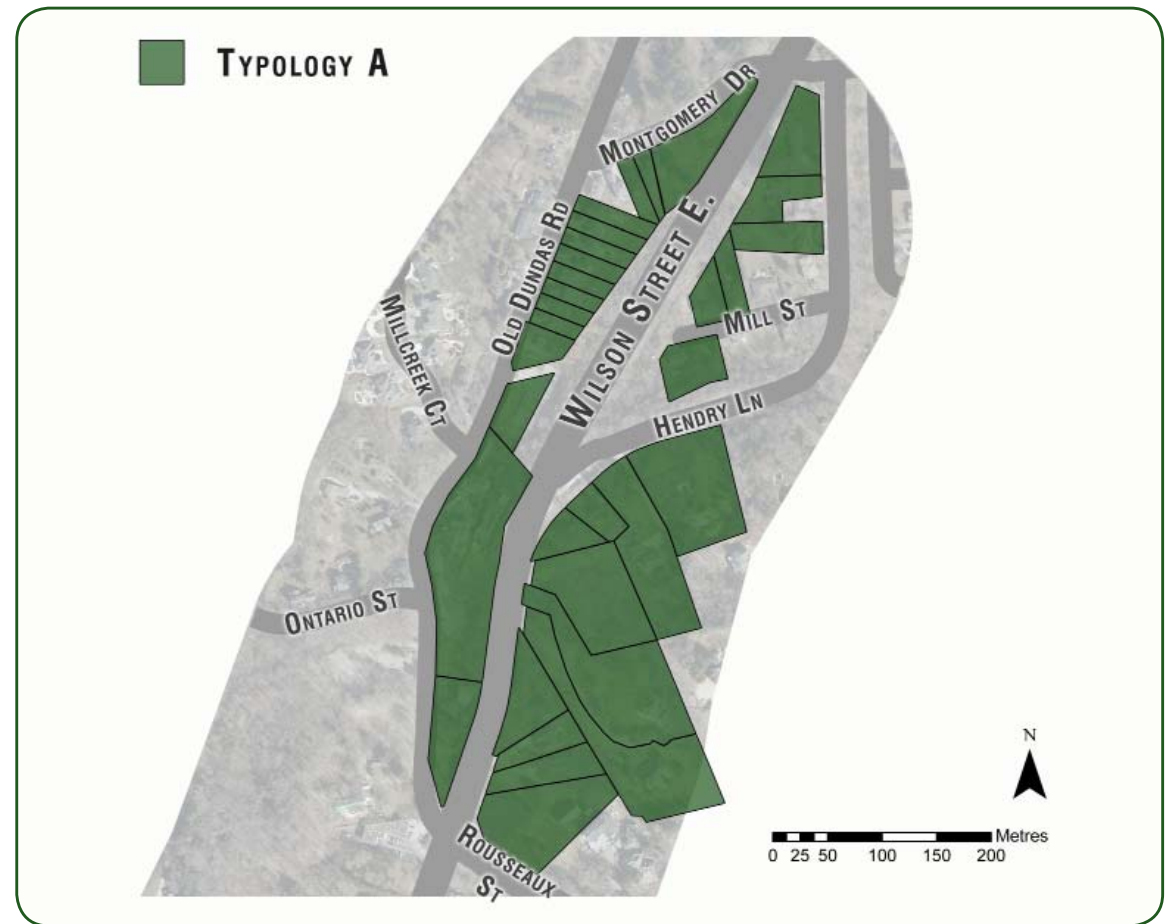 TYPOLOGY A
MONTGOMERY DR
OLD DUNDAS RD
WILSON STREET E.
MILLCREEK CT
MILL ST
HENDRY LN
ONTARIO ST
ROUSSEAUX
ST
N
Metres
0 25 50 100 150 200